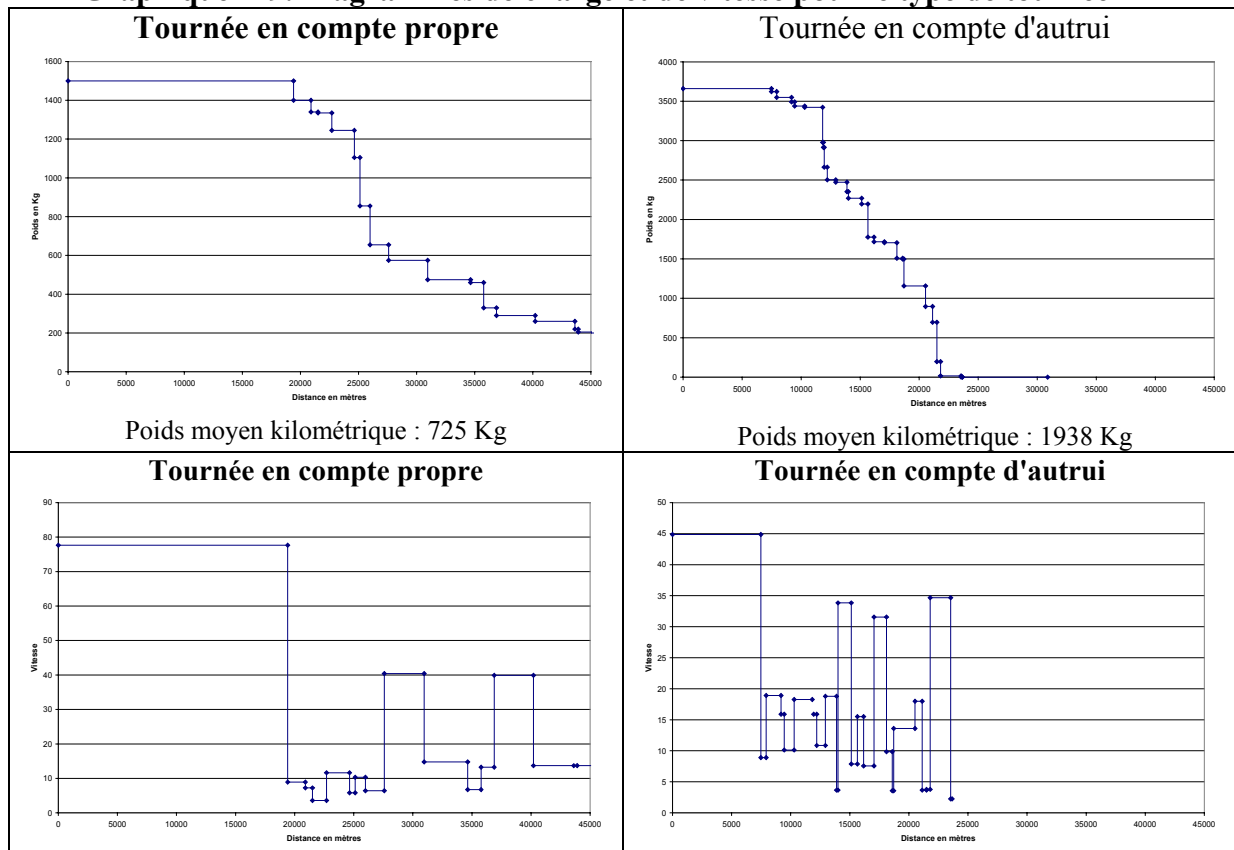 Tournée en compte propre
1600
1400
1200
1000
800
600
400
200
0
Poids en Kg
0 5000 10000 15000 20000 25000 30000 35000 40000 45000
Distance en mètres
Poids moyen kilométrique : 725 Kg
Tournée en compte d'autrui
4000
3500
3000
2500
2000
1500
1000
500
0
Poids en kg
0 5000 10000 15000 20000 25000 30000 35000 40000 45000
Distance en mètres
Poids moyen kilométrique : 1938 Kg
Tournée en compte propre
90
80
70
60
50
40
30
20
10
0
Vitesse
0 5000 10000 15000 20000 25000 30000 35000 40000 45000
Distance en mètres
Tournée en compte d'autrui
50
45
40
35
30
25
20
15
10
5
0
Vitesse
0 5000 10000 15000 20000 25000 30000 35000 40000 45000
Distance en mètres